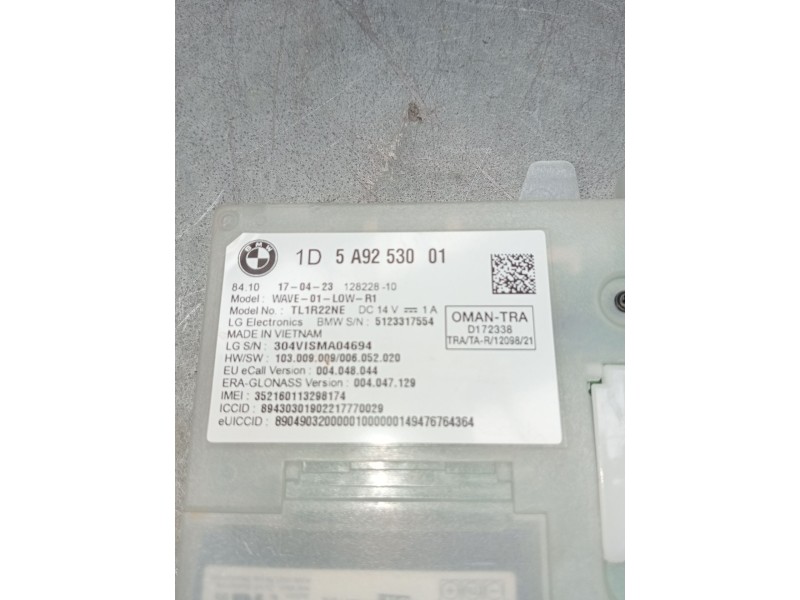 BMW
1D 5 A92 530 01
84.10 17-04-23 126228-10
Model : WAVE-01-LOW-R1
Model No. : TL1R22NE DC 14 V 1 A
LG Electronics BMW S/N : 5123317554
MADE IN VIETNAM
LG S/N : 304VISMA04694
HW/SW : 103.009.009/006.052.020
EU eCall Version : 004.048.044
ERA-GLONASS Version : 004.047.129
IMEI : 352160113298174
ICCID : 89430301902217770029
eUICCID : 89049032000001000000149476764364
OMAN-TRA
D172338
TRA/TA-R/12098/21